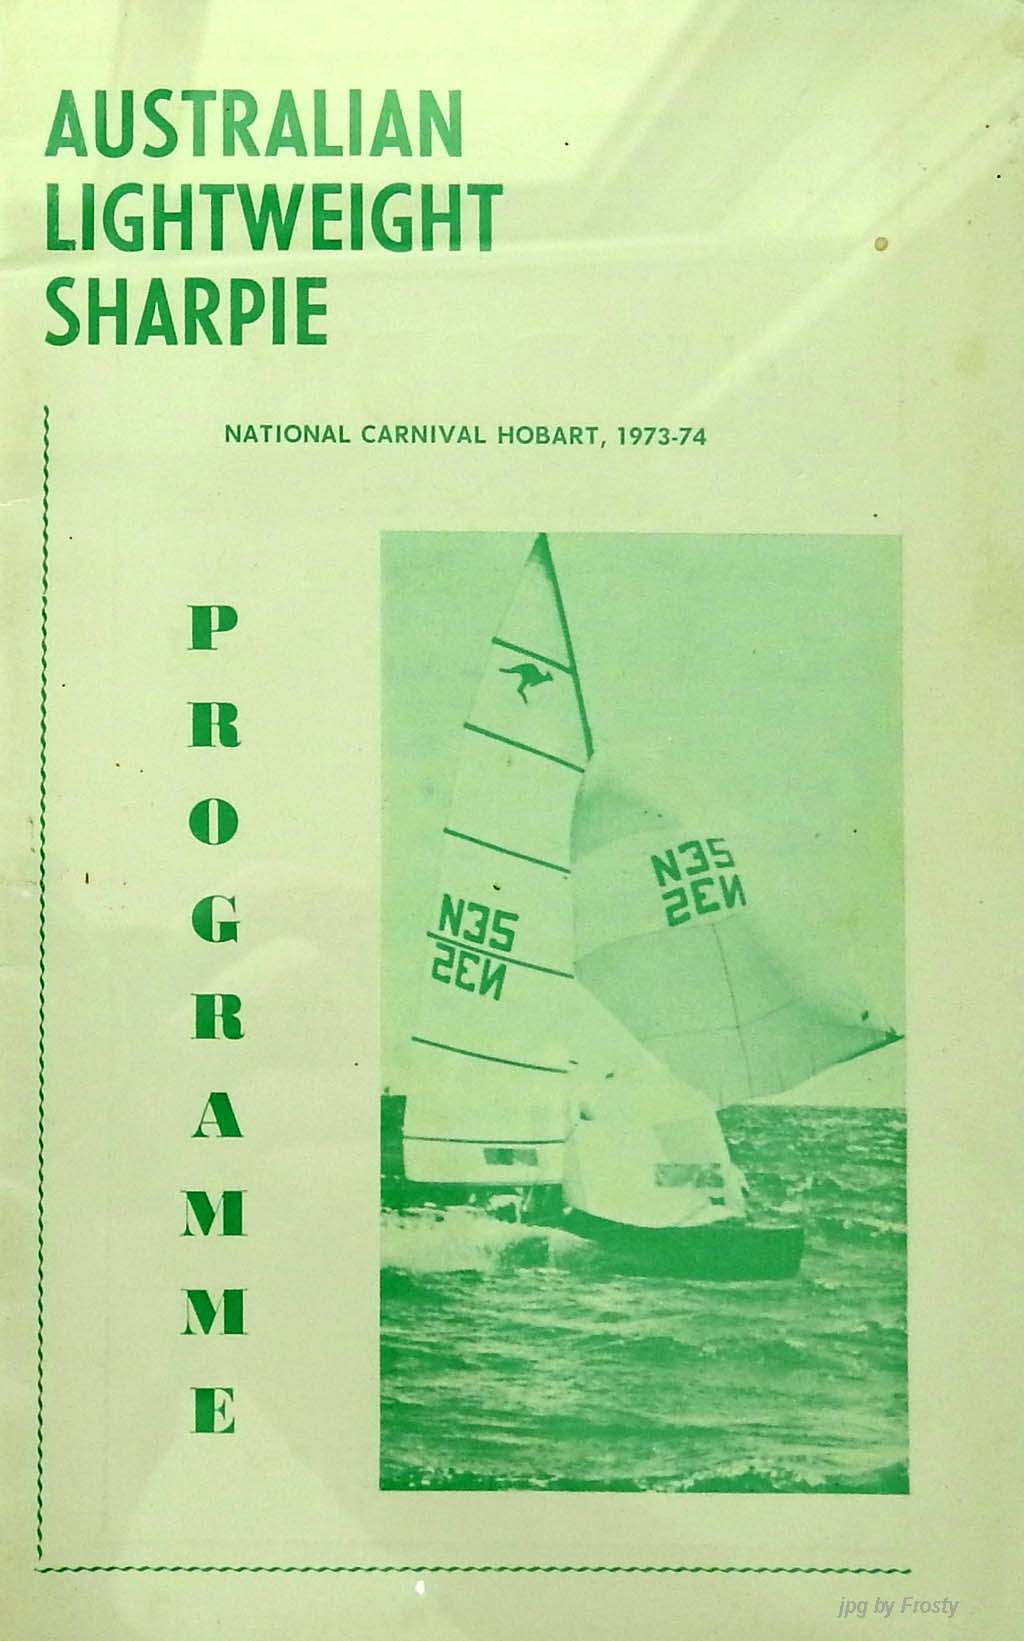 AUSTRALIAN
LIGHTWEIGHT
SHARPIE
NATIONAL CARNIVAL HOBART, 1973-74
PROGRAMME
N35
N35
N35
N35
jpg by Frosty